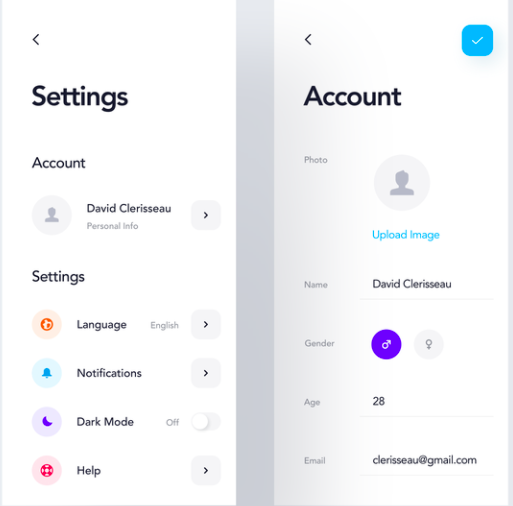 Settings
Account
David Clerisseau
Personal Info
Settings
Language English
Notifications
Dark Mode Off
Help
Account
Photo
Upload Image
Name David Clerisseau
Gender
Age 28
Email clerisseau@gmail.com